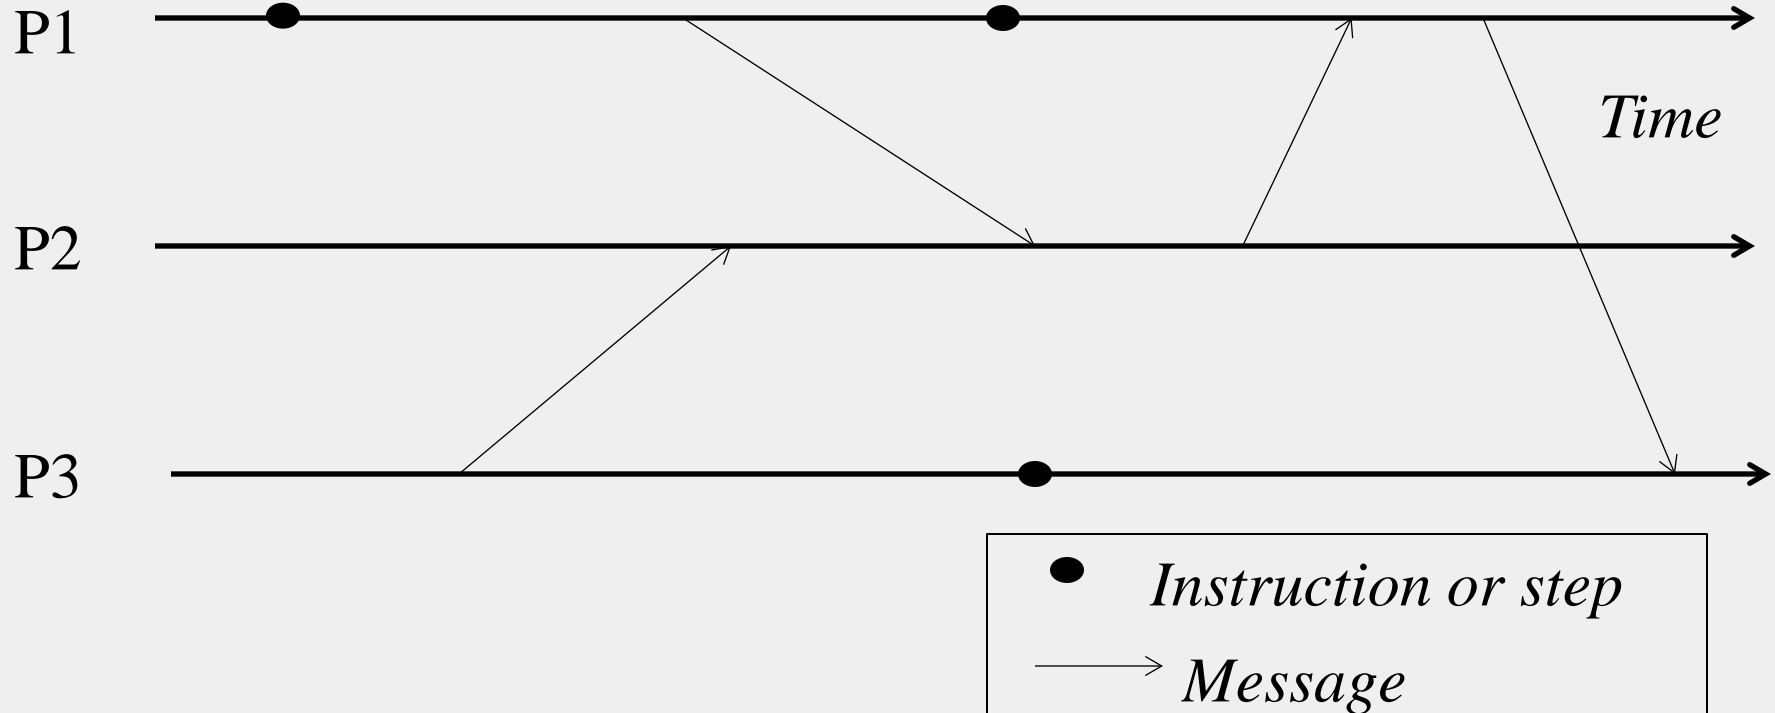 P1
Time
P2
P3
Instruction or step
Message